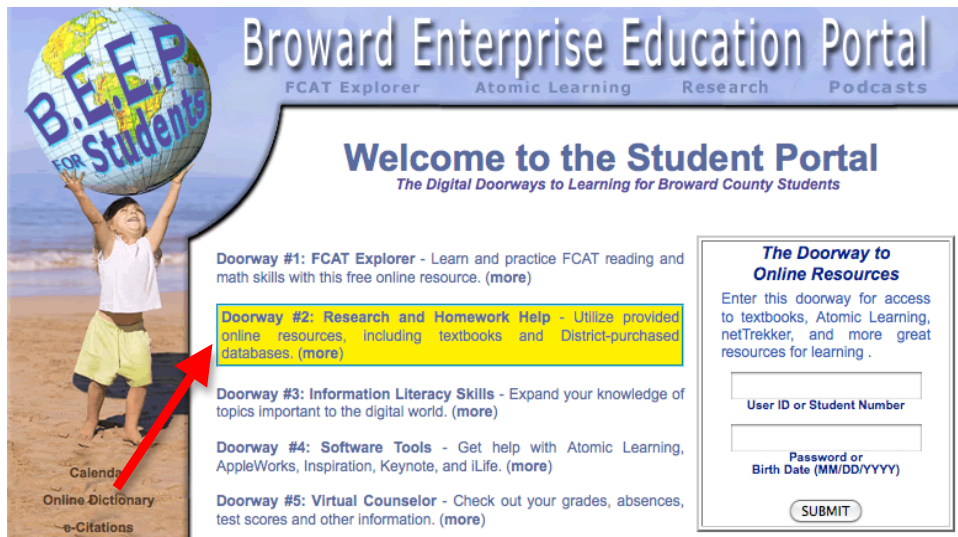 B.E.E.P.
FOR Students
Broward Enterprise Education Portal
FCAT Explorer Atomic Learning Research Podcasts
Welcome to the Student Portal
The Digital Doorways to Learning for Broward County Students
Doorway #1: FCAT Explorer - Learn and practice FCAT reading and
math skills with this free online resource. (more)
Doorway #2: Research and Homework Help - Utilize provided
online resources, including textbooks and District-purchased
databases. (more)
Doorway #3: Information Literacy Skills - Expand your knowledge of
topics important to the digital world. (more)
Doorway #4: Software Tools - Get help with Atomic Learning,
AppleWorks, Inspiration, Keynote, and iLife. (more)
Doorway #5: Virtual Counselor - Check out your grades, absences,
test scores and other information. (more)
The Doorway to
Online Resources
Enter this doorway for access
to textbooks, Atomic Learning,
netTrekker, and more great
resources for learning .
User ID or Student Number
Password or
Birth Date (MM/DD/YYYY)
SUBMIT
Calendar
Online Dictionary
e-Citations